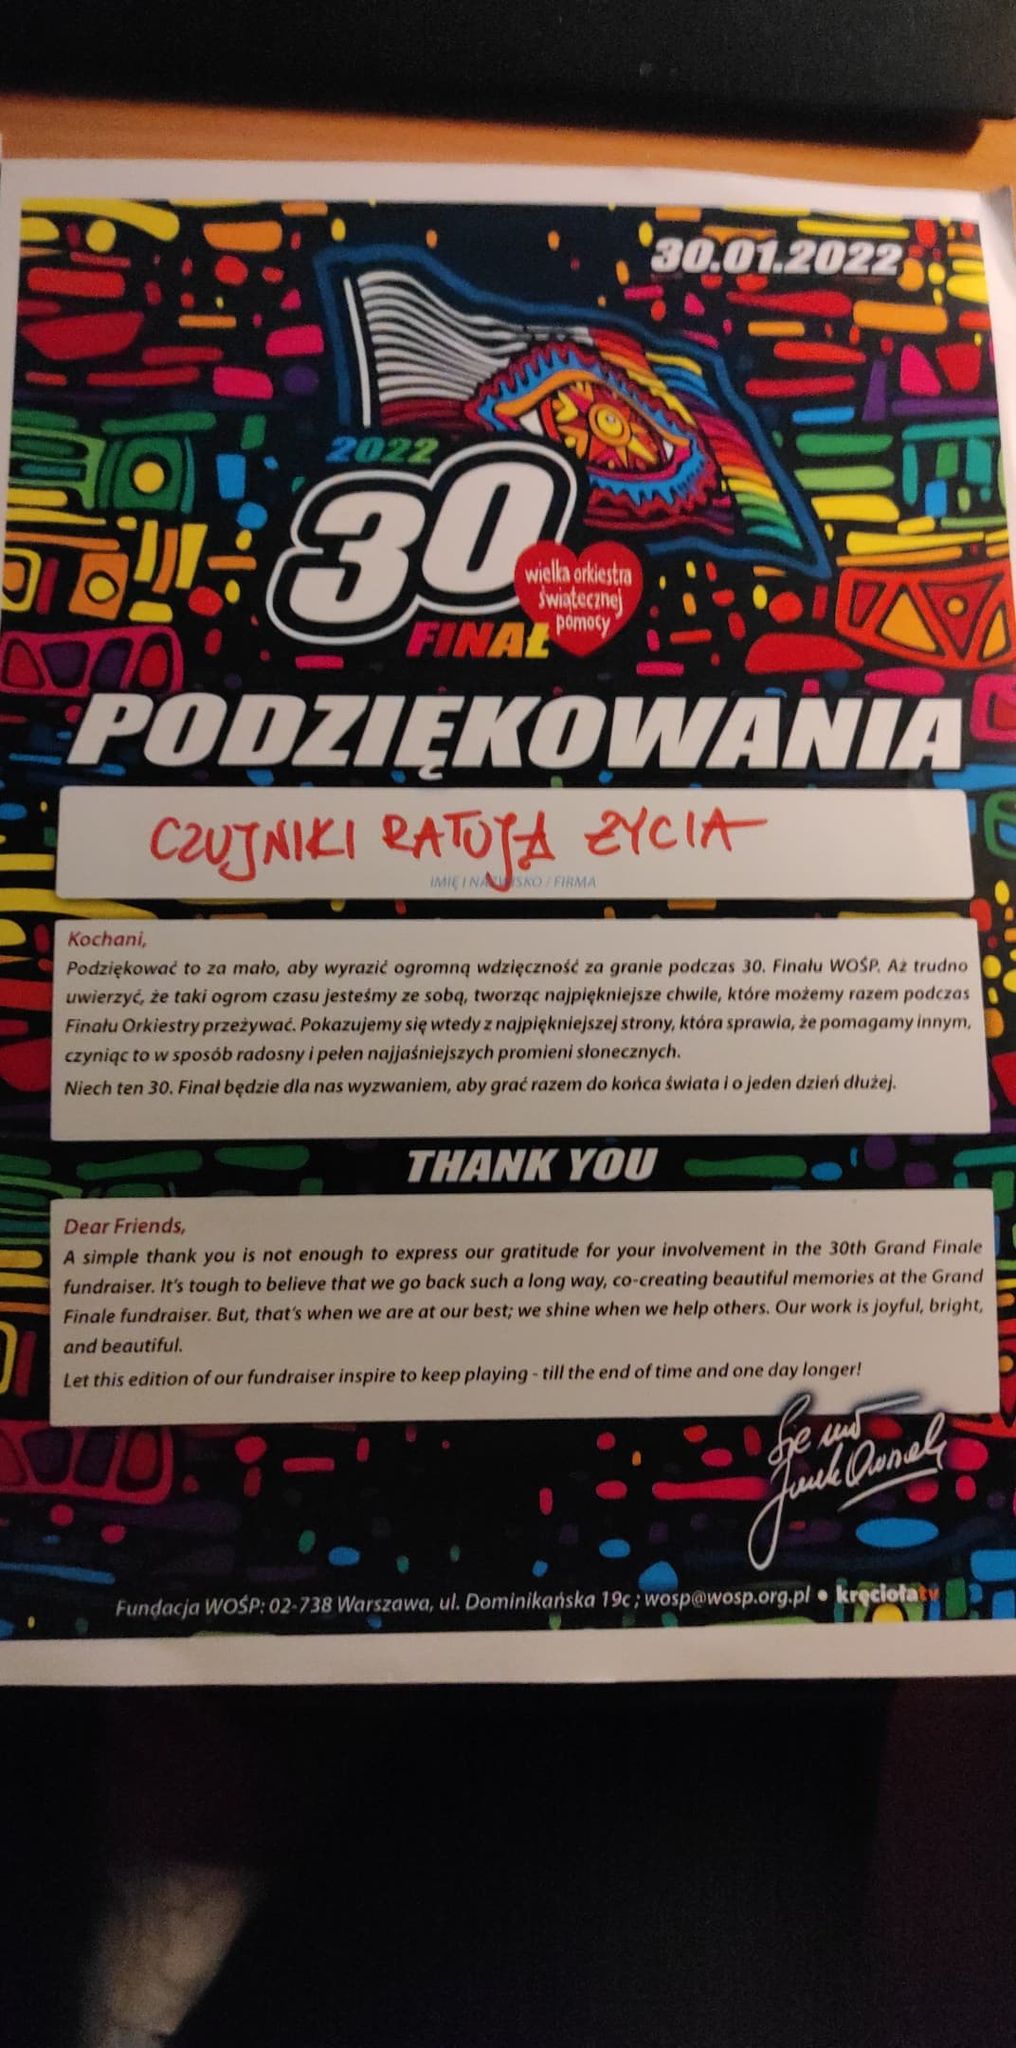 30.01.2022
2022
30
FINAŁ
wielka orkiestra
świątecznej
pomocy
PODZIĘKOWANIA
CZUJNIKI RATUJĄ ŻYCIA
IMIĘ I NAZWISKO / FIRMA
Kochani,
Podziękować to za mało, aby wyrazić ogromną wdzięczność za granie podczas 30. Finału WOŚP. Aż trudno
uwierzyć, że taki ogrom czasu jesteśmy ze sobą, tworząc najpiękniejsze chwile, które możemy razem podczas
Finału Orkiestry przeżywać. Pokazujemy się wtedy z najpiękniejszej strony, która sprawia, że pomagamy innym,
czyniąc to w sposób radosny i pełen najjaśniejszych promieni słonecznych.
Niech ten 30. Finał będzie dla nas wyzwaniem, aby grać razem do końca świata i o jeden dzień dłużej.
THANK YOU
Dear Friends,
A simple thank you is not enough to express our gratitude for your involvement in the 30th Grand Finale
fundraiser. It's tough to believe that we go back such a long way, co-creating beautiful memories at the Grand
Finale fundraiser. But, that's when we are at our best; we shine when we help others. Our work is joyful, bright,
and beautiful.
Let this edition of our fundraiser inspire to keep playing - till the end of time and one day longer!
Fundacja WOŚP: 02-738 Warszawa, ul. Dominikańska 19c ; wosp@wosp.org.pl • kręciołatv